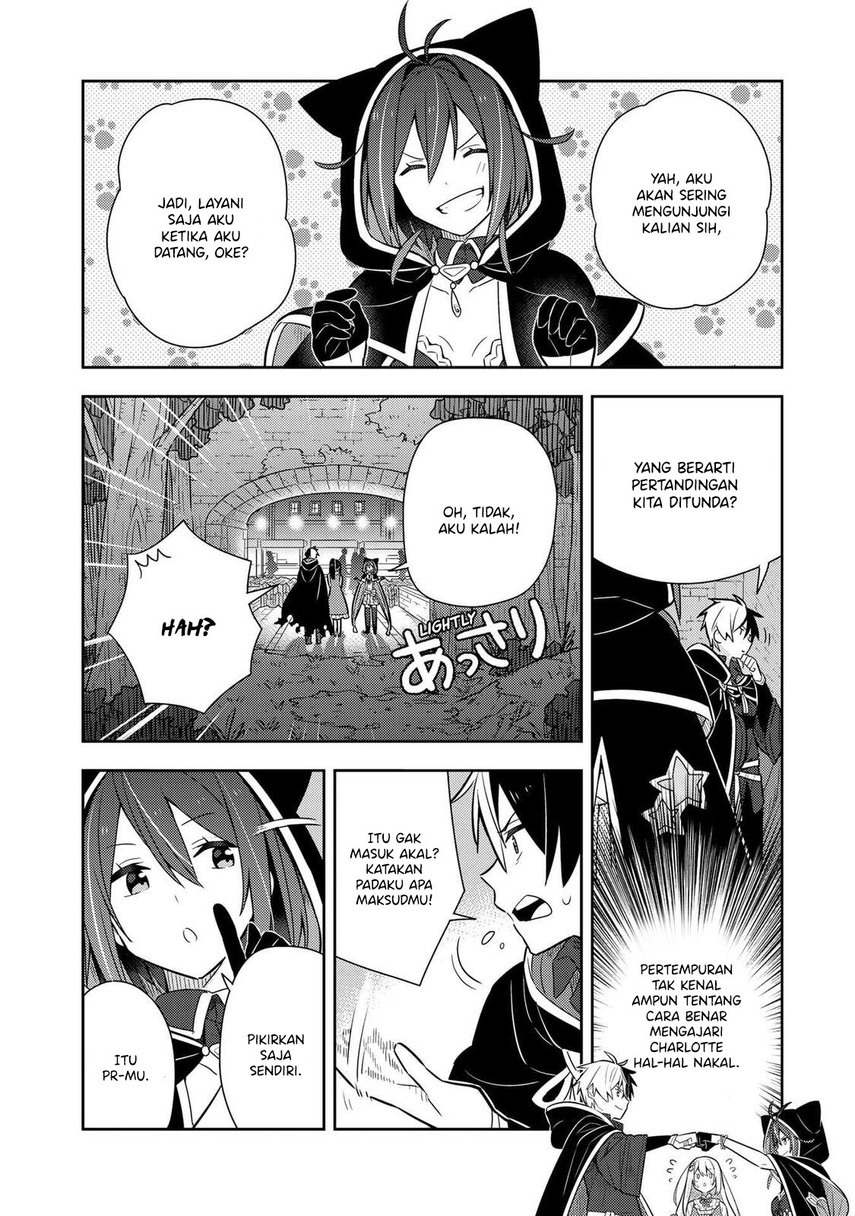 YAH, AKU
AKAN SERING
MENGUNJUNGI
KALIAN SIH,
JADI, LAYANI
SAJA AKU
KETIKA AKU
DATANG, OKE?
YANG BERARTI
PERTANDINGAN
KITA DITUNDA?
PERTEMPURAN
TAK KENAL
AMPUN TENTANG
CARA BENAR
MENGAJARI
CHARLOTTE
HAL-HAL NAKAL.
OH, TIDAK,
AKU KALAH!
LIGHTLY
あっさり
HAH?
ITU GAK
MASUK AKAL?
KATAKAN
PADAKU APA
MAKSUDMU!
PIKIRKAN
SAJA
SENDIRI.
ITU
PR-MU.